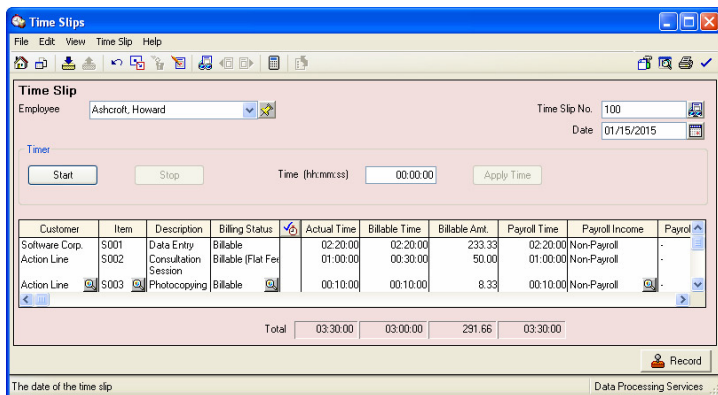 Time Slips
File Edit View Time Slip Help
Time Slip
Employee Ashcroft, Howard Time Slip No. 100
Date 01/15/2015
Timer
Start Stop Time (hh:mm:ss) 00:00:00 Apply Time
Customer Item Description Billing Status Actual Time Billable Time Billable Amt. Payroll Time Payroll Income Payrol
Software Corp. S001 Data Entry Billable 02:20:00 02:20:00 233.33 02:20:00 Non-Payroll -
Action Line S002 Consultation Billable (Flat Fee 01:00:00 00:30:00 50.00 01:00:00 Non-Payroll -
Session
Action Line S003 Photocopying Billable 00:10:00 00:10:00 8.33 00:10:00 Non-Payroll -
Total 03:30:00 03:00:00 291.66 03:30:00
Record
The date of the time slip Data Processing Services